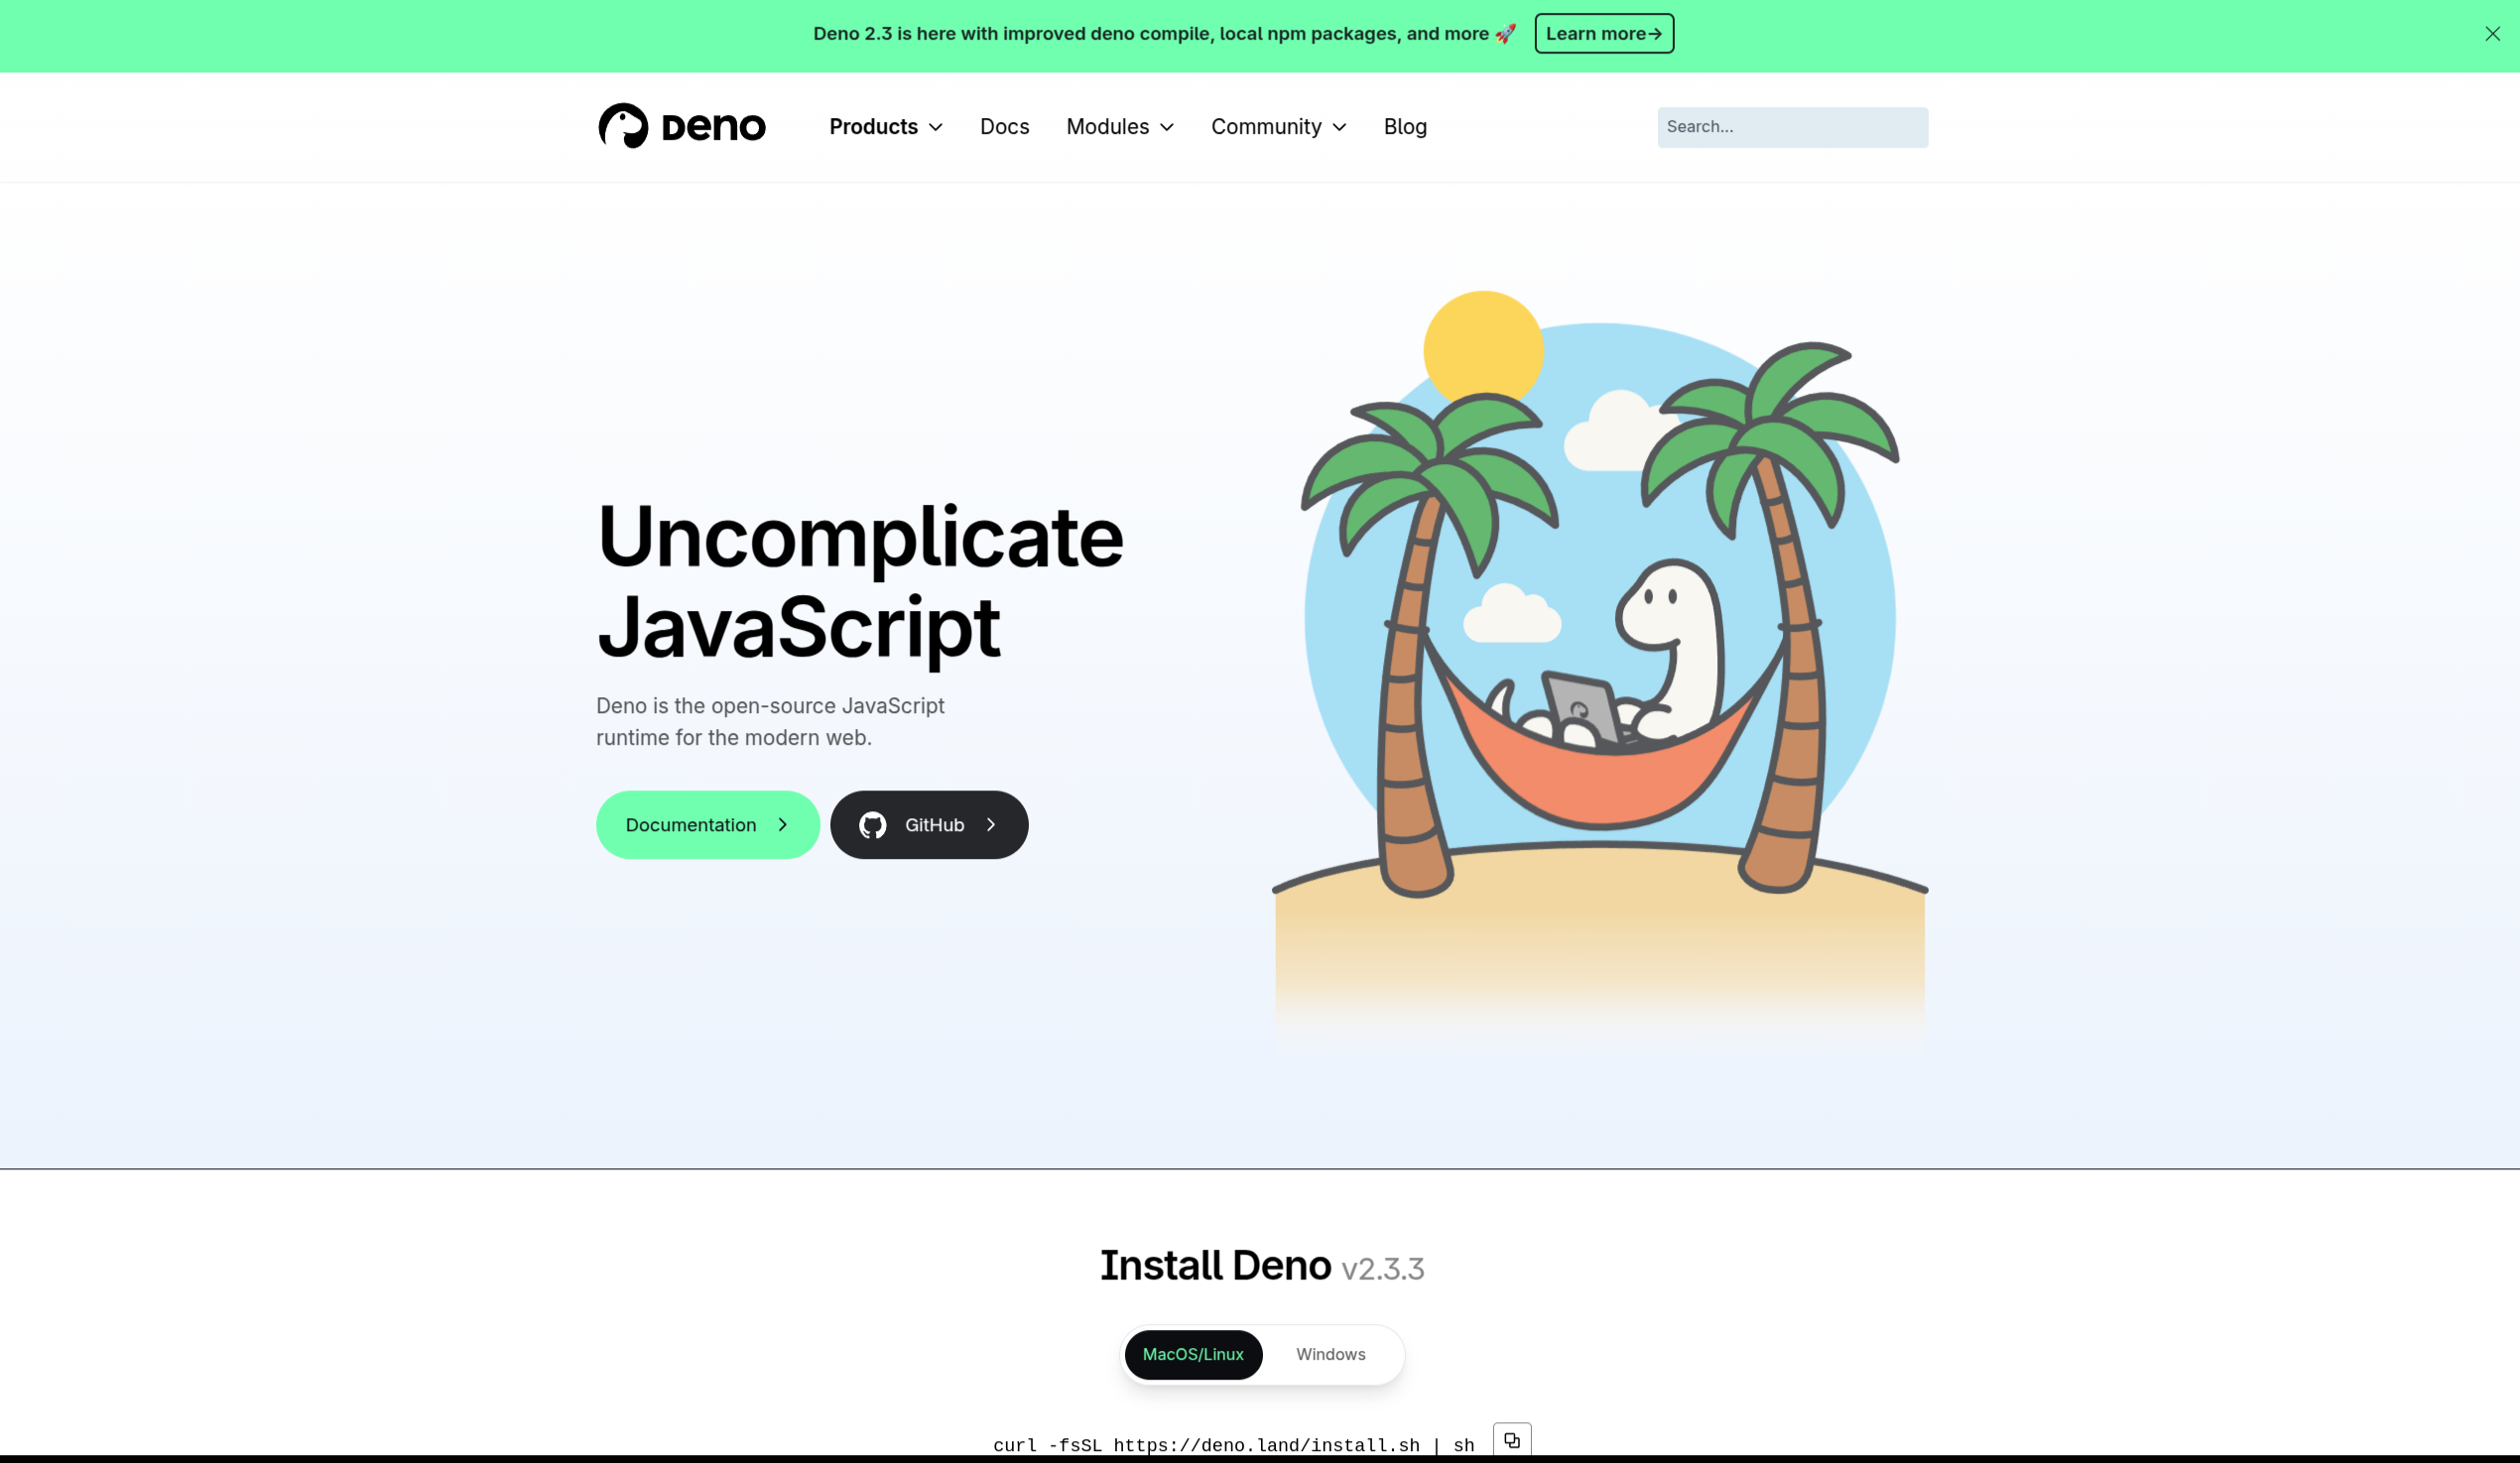 Deno 2.3 is here with improved deno compile, local npm packages, and more 🚀 Learn more→
Deno Products Docs Modules Community Blog Search...
Uncomplicate
JavaScript
Deno is the open-source JavaScript
runtime for the modern web.
Documentation GitHub
Install Deno v2.3.3
MacOS/Linux Windows
curl -fsSL https://deno.land/install.sh | sh